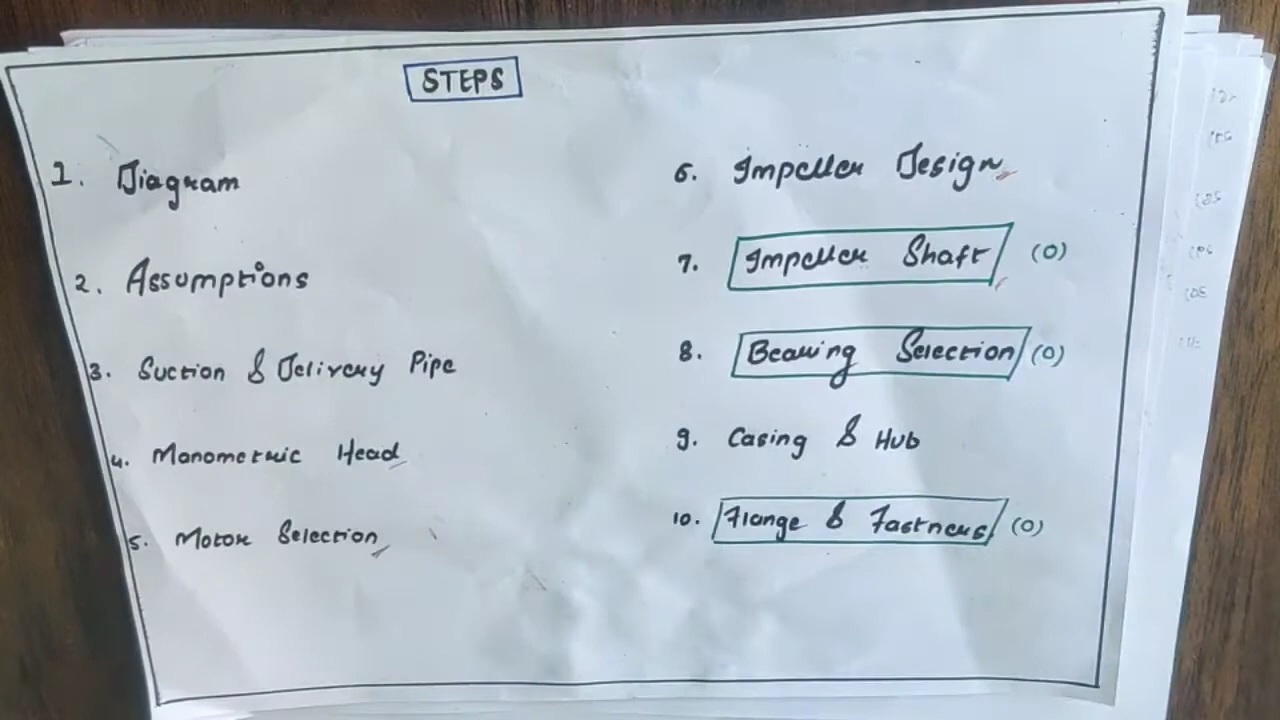 STEPS
1. Diagram
2. Assumptions
3. Suction & Delivery Pipe
4. Manometric Head
5. Motor Selection
6. Impeller Design
7. Impeller Shaft (0)
8. Bearing Selection (0)
9. Casing & Hub
10. Flange & Fastners (0)